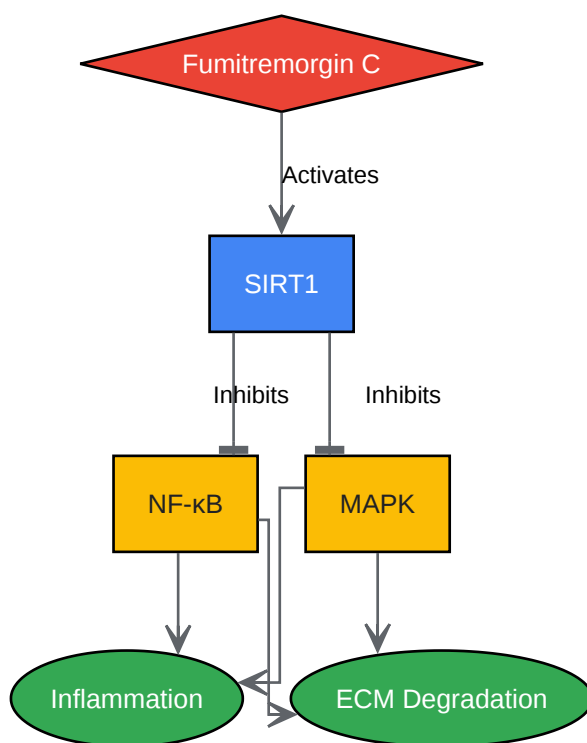 Fumitremorgin C
Activates
SIRT1
Inhibits
Inhibits
NF-κB
MAPK
Inflammation
ECM Degradation